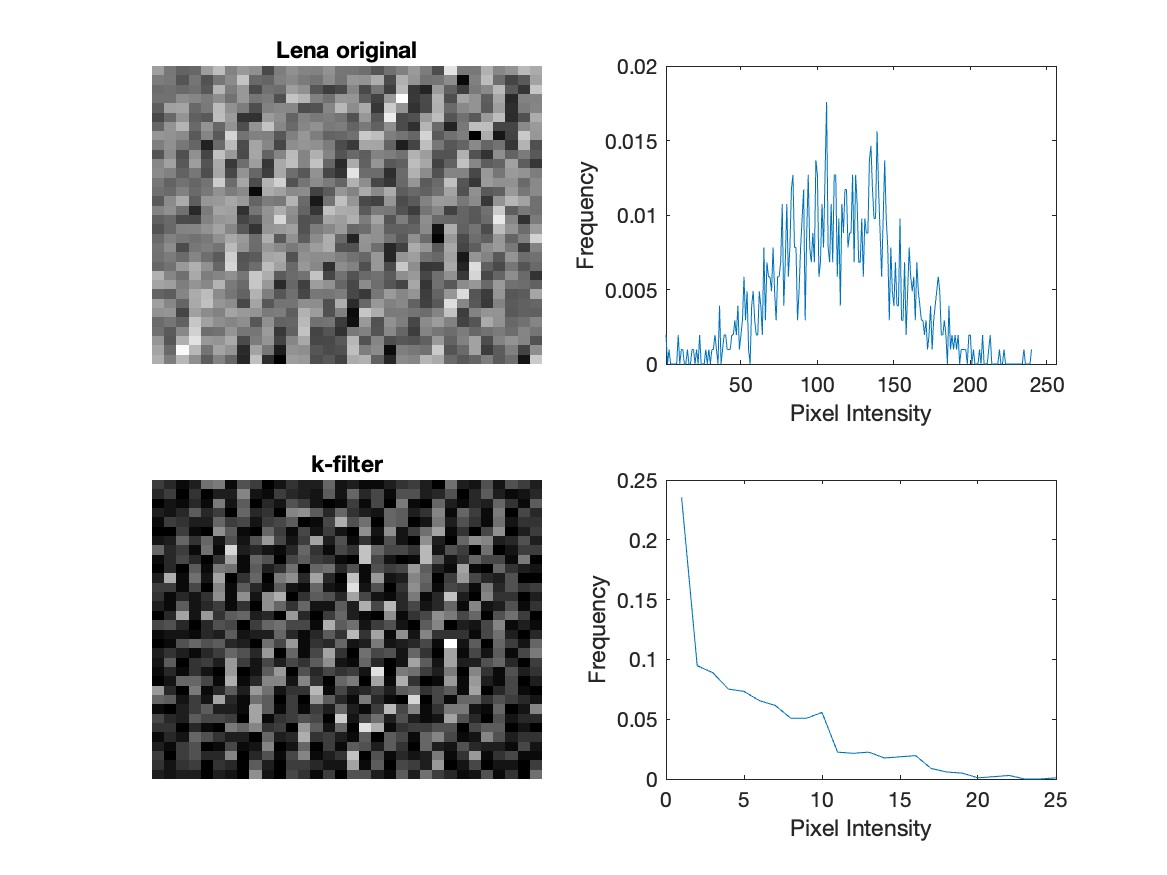 Lena original
0.02
0.015
0.01
0.005
0
Frequency
50 100 150 200 250
Pixel Intensity
k-filter
0.25
0.2
0.15
0.1
0.05
0
Frequency
0 5 10 15 20 25
Pixel Intensity